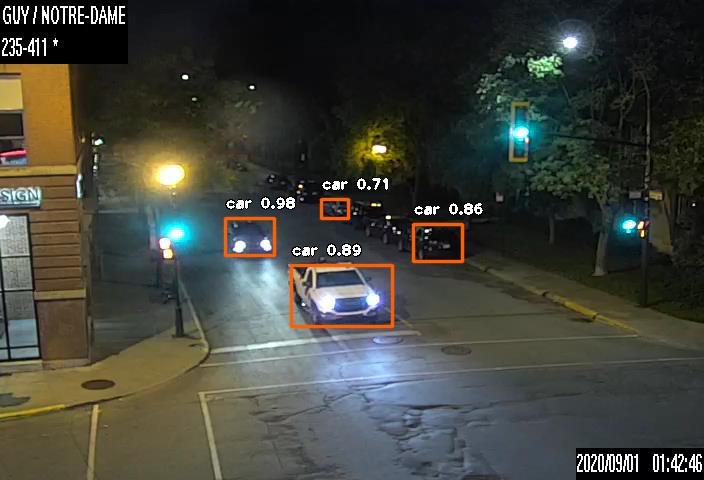 GUY / NOTRE-DAME
235-411 *
car 0.71
car 0.98
car 0.86
SIGN
car 0.89
2020/09/01 01:42:46